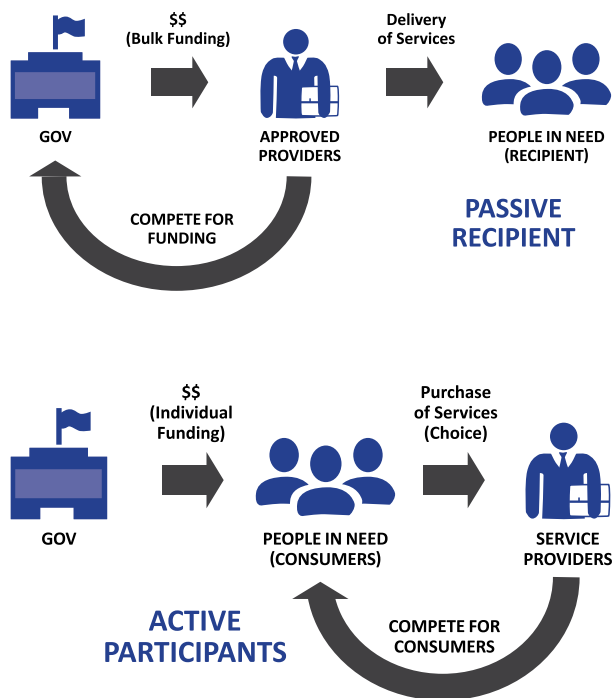 $$
(Bulk Funding)
Delivery
of Services
GOV
APPROVED
PROVIDERS
PEOPLE IN NEED
(RECIPIENT)
COMPETE FOR
FUNDING
PASSIVE
RECIPIENT
$$
(Individual
Funding)
Purchase
of Services
(Choice)
GOV
PEOPLE IN NEED
(CONSUMERS)
SERVICE
PROVIDERS
ACTIVE
PARTICIPANTS
COMPETE FOR
CONSUMERS